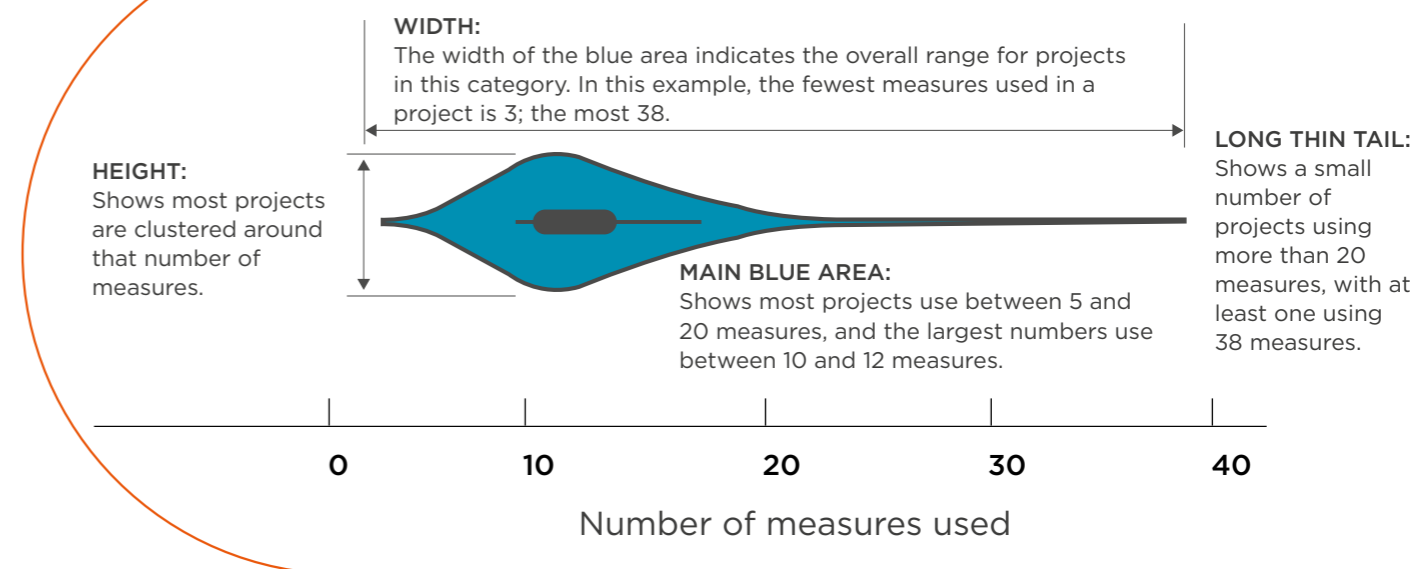 WIDTH:
The width of the blue area indicates the overall range for projects
in this category. In this example, the fewest measures used in a
project is 3; the most 38.
HEIGHT:
Shows most projects
are clustered around
that number of
measures.
LONG THIN TAIL:
Shows a small
number of
projects using
more than 20
measures, with at
least one using
38 measures.
MAIN BLUE AREA:
Shows most projects use between 5 and
20 measures, and the largest numbers use
between 10 and 12 measures.
0 10 20 30 40
Number of measures used